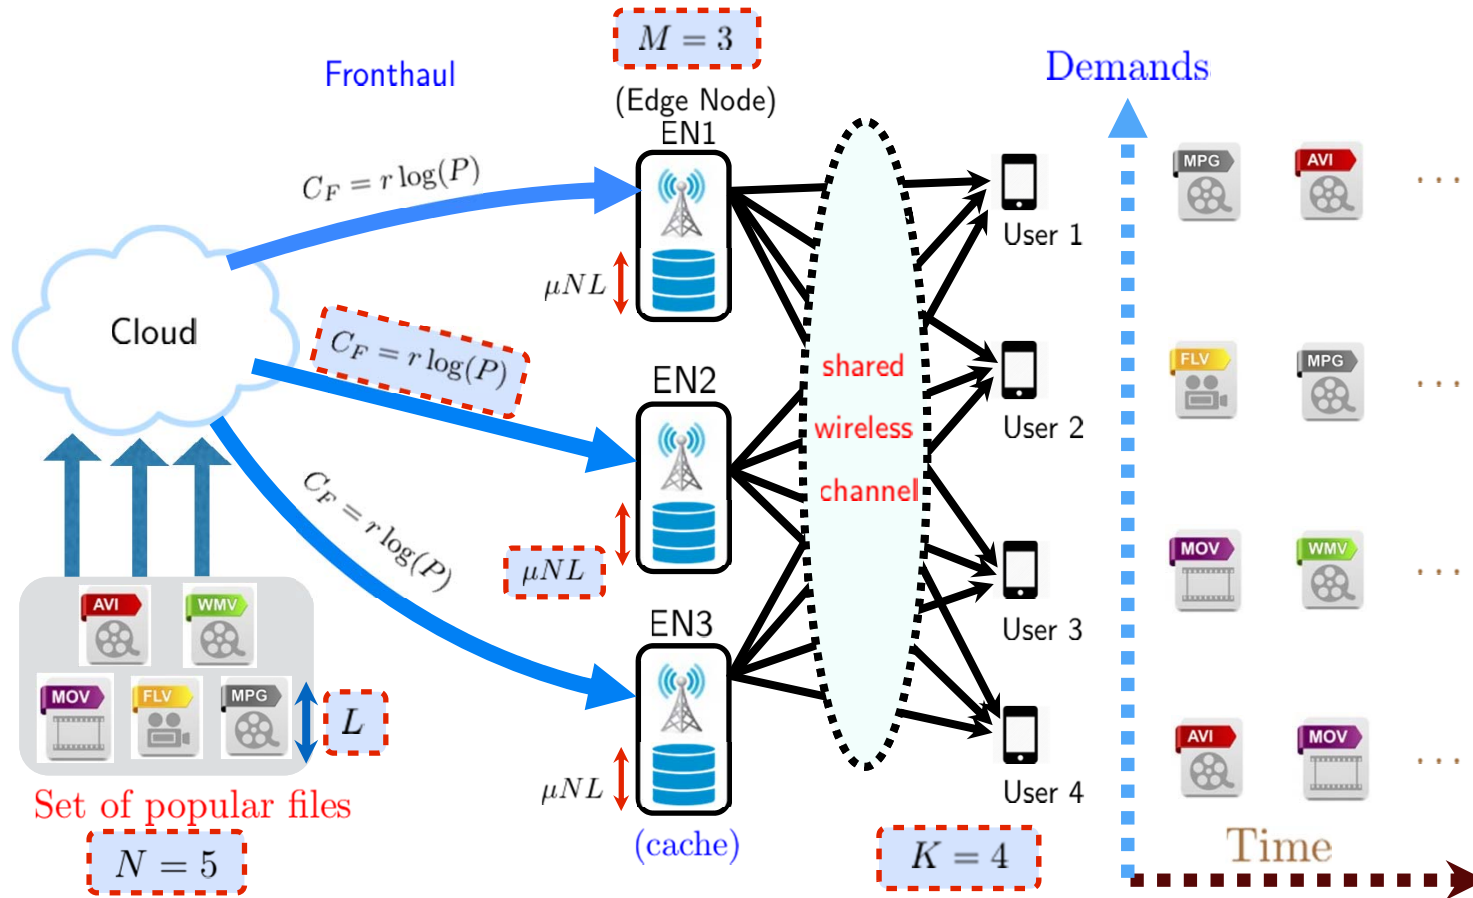 M = 3
Fronthaul
(Edge Node)
Demands
C_F = r log(P)
EN1
MPG
AVI
...
User 1
μNL
Cloud
C_F = r log(P)
EN2
shared
wireless
channel
FLV
MPG
...
User 2
C_F = r log(P)
μNL
MOV
WMV
...
User 3
AVI
WMV
EN3
MOV
FLV
MPG
L
μNL
AVI
MOV
...
User 4
Set of popular files
N = 5
(cache)
K = 4
Time